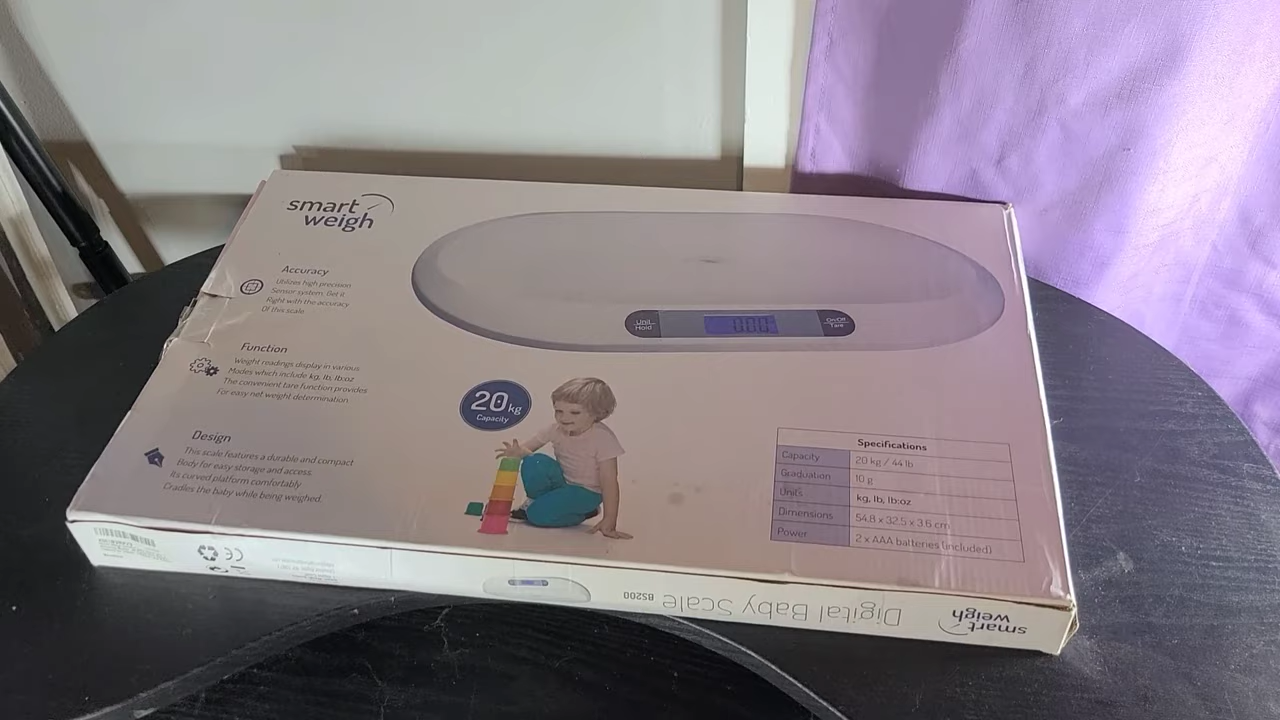 smart
weigh
Accuracy
Utilizes high precision
Sensor system. Get it
Right with the accuracy
Of this scale
Function
Weight readings display in various
Modes which include kg, lb, lb:oz
The convenient tare function provides
For easy net weight determination
Design
This scale features a durable and compact
Body for easy storage and access.
Its curved platform comfortably
Cradles the baby while being weighed.
Unit
Hold
000
On/Off
Tare
20 kg
Capacity
Specifications
Capacity 20 kg / 44 lb
Graduation 10 g
Units kg, lb, lb:oz
Dimensions 54.8 x 32.5 x 3.6 cm
Power 2 x AAA batteries (included)
CE
Digital Baby Scale BS200
smart
weigh